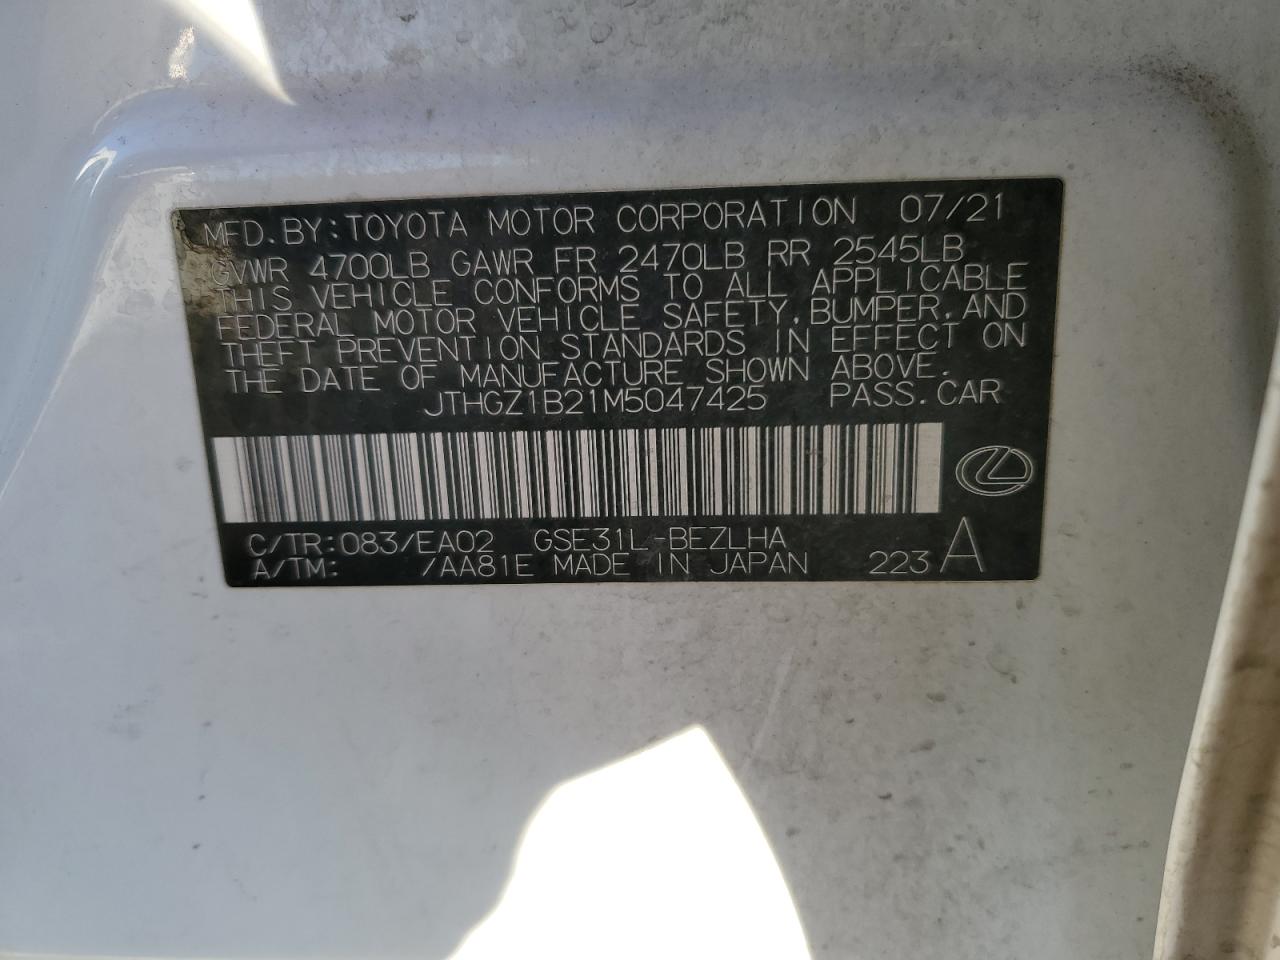 MFD.BY:TOYOTA MOTOR CORPORATION 07/21
GVWR 4700LB GAWR FR 2470LB RR 2545LB
THIS VEHICLE CONFORMS TO ALL APPLICABLE
FEDERAL MOTOR VEHICLE SAFETY,BUMPER,AND
THEFT PREVENTION STANDARDS IN EFFECT ON
THE DATE OF MANUFACTURE SHOWN ABOVE.
JTHGZ1B21M5047425 PASS.CAR
C/TR:083/EA02 GSE31L-BEZLHA
A/TM: /AA81E MADE IN JAPAN 223 A